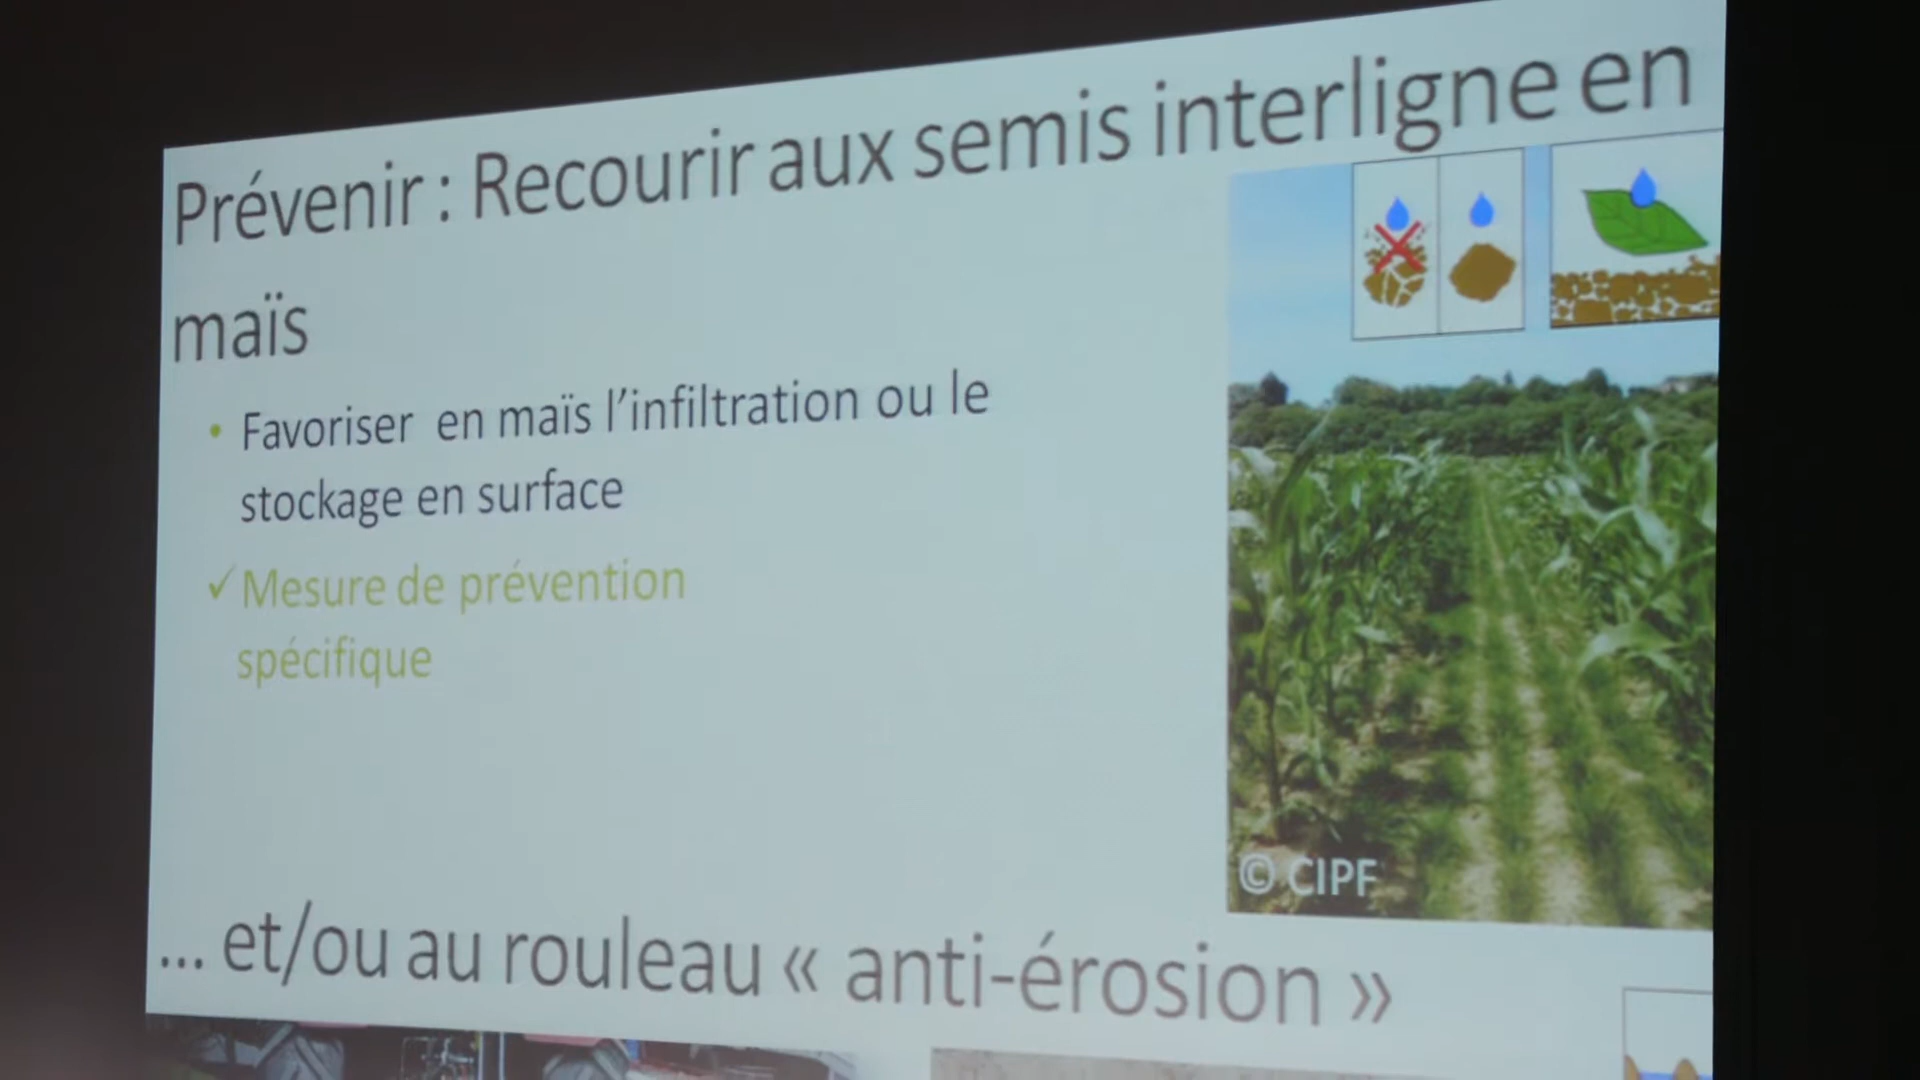 Prévenir : Recourir aux semis interligne en
maïs
• Favoriser en maïs l'infiltration ou le
stockage en surface
✓ Mesure de prévention
spécifique
© CIPF
... et/ou au rouleau « anti-érosion »